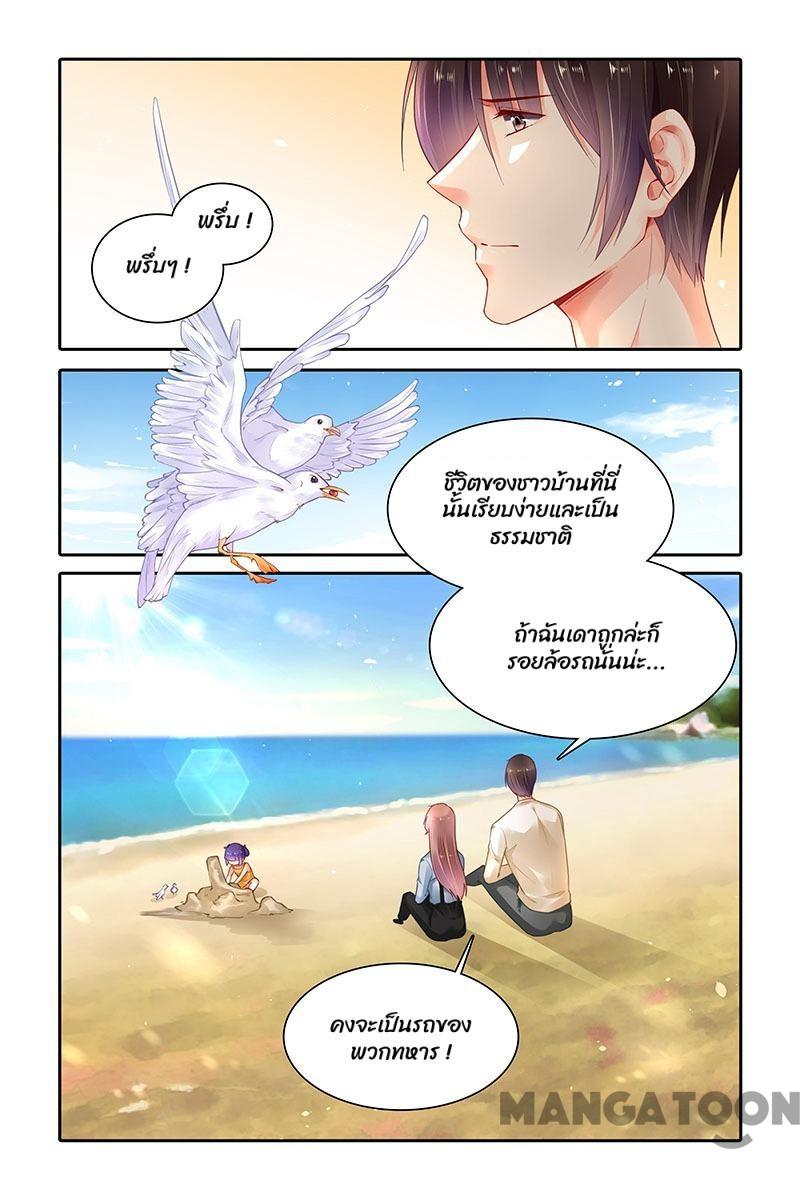 พรึ่บ !
พรึ่บๆ !
ชีวิตของชาวบ้านที่นี่
นั้นเรียบง่ายและเป็น
ธรรมชาติ
ถ้าฉันเดาถูกล่ะก็
รอยล้อรถนั่นน่ะ...
คงจะเป็นรถของ
พวกทหาร !
MANGATOON